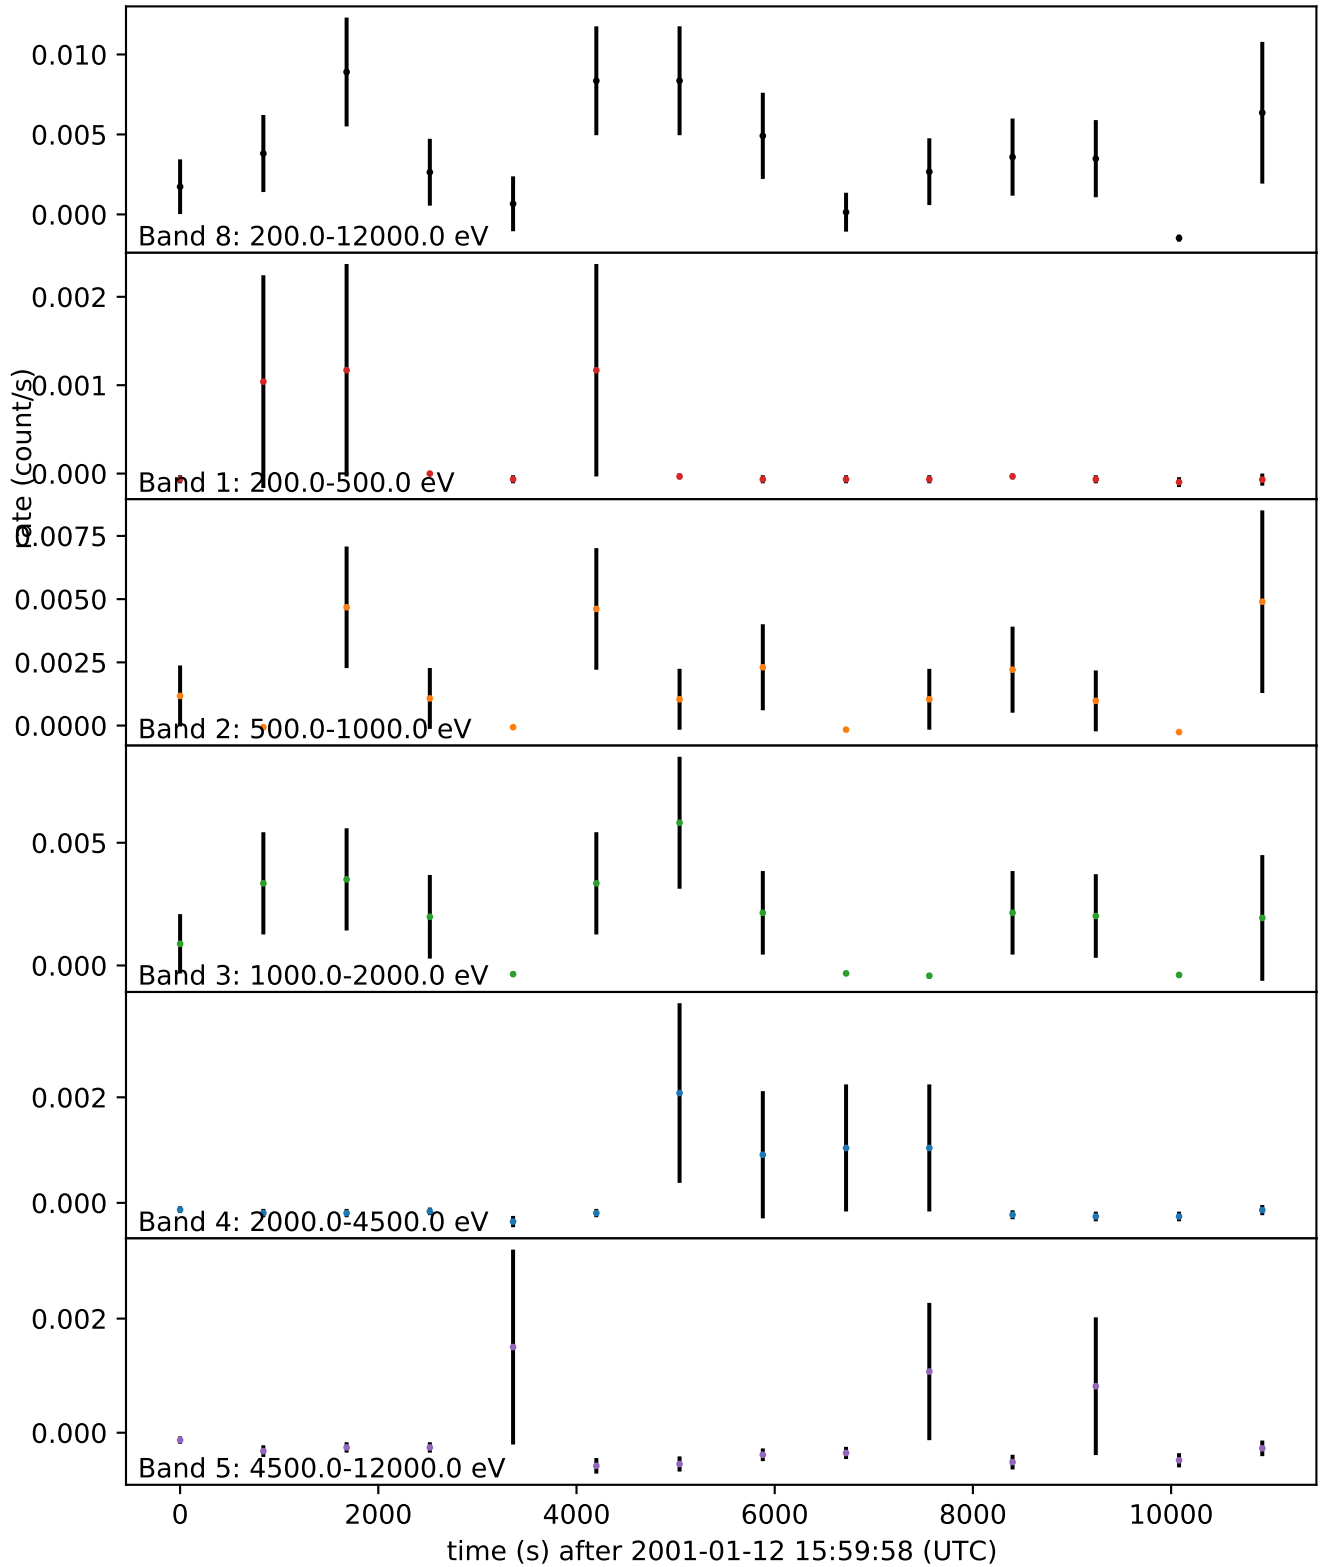 0.010
0.005
0.000
Band 8: 200.0-12000.0 eV
0.002
0.001
0.000
Band 1: 200.0-500.0 eV
rate (count/s)
0.0075
0.0050
0.0025
0.0000
Band 2: 500.0-1000.0 eV
0.005
0.000
Band 3: 1000.0-2000.0 eV
0.002
0.000
Band 4: 2000.0-4500.0 eV
0.002
0.000
Band 5: 4500.0-12000.0 eV
0 2000 4000 6000 8000 10000
time (s) after 2001-01-12 15:59:58 (UTC)